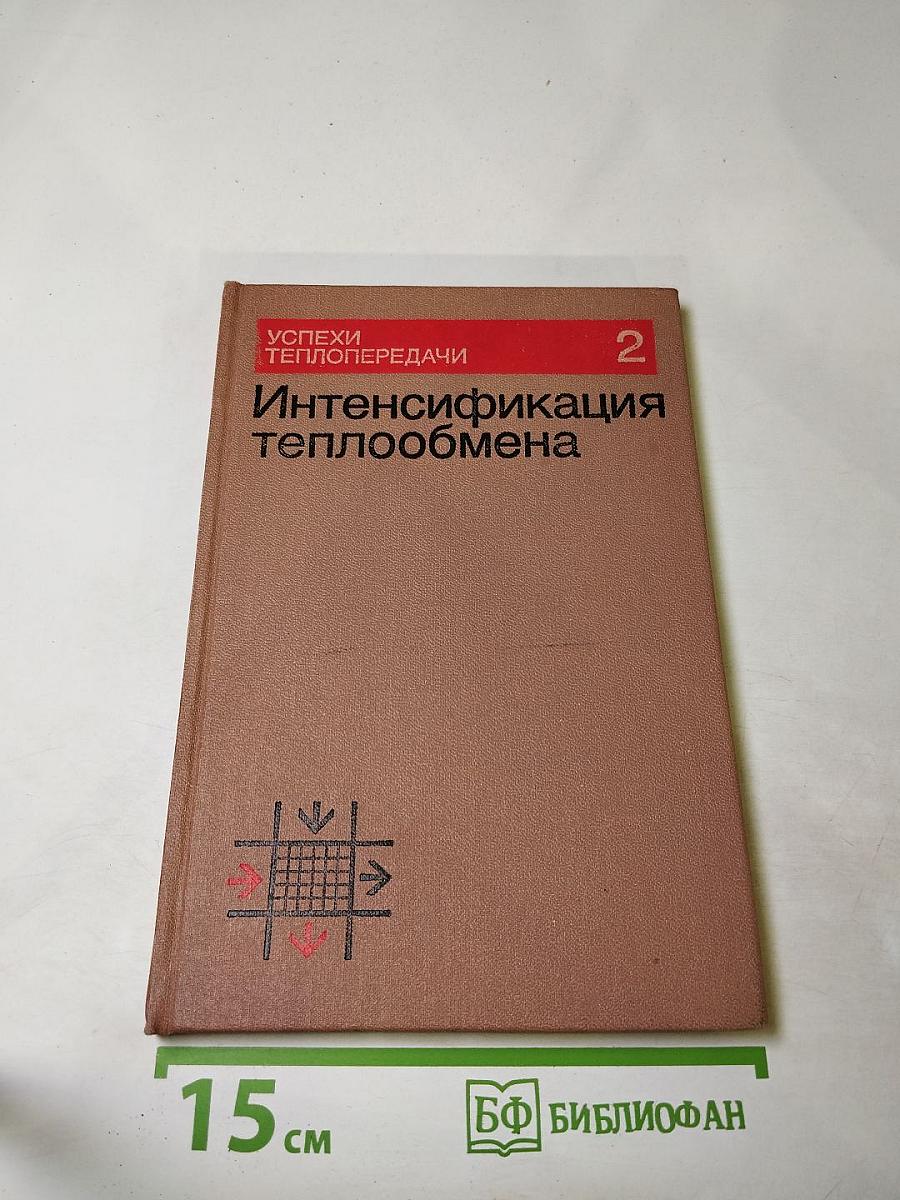 УСПЕХИ
ТЕПЛОПЕРЕДАЧИ 2
Интенсификация
теплообмена
15 см
БФ БИБЛИОФАН